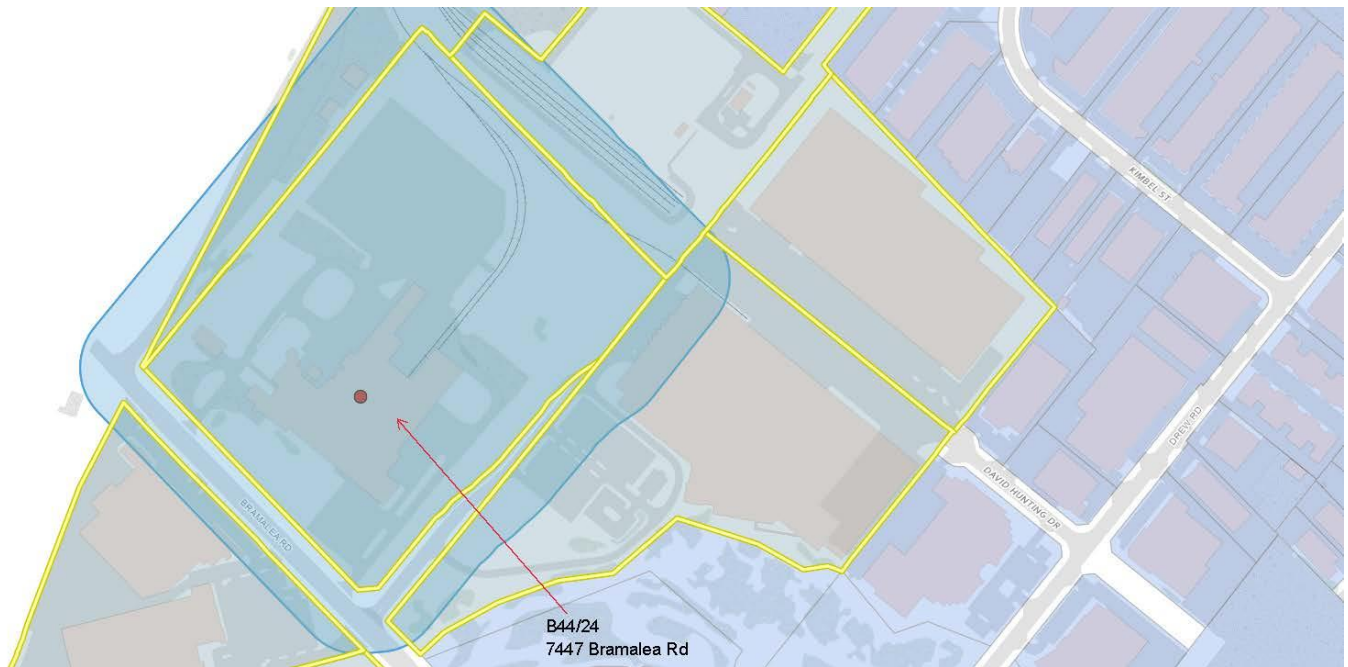 KIMBEL ST
DREW RD
DAVID HUNTING DR
BRAMALEA RD
B44/24
7447 Bramalea Rd